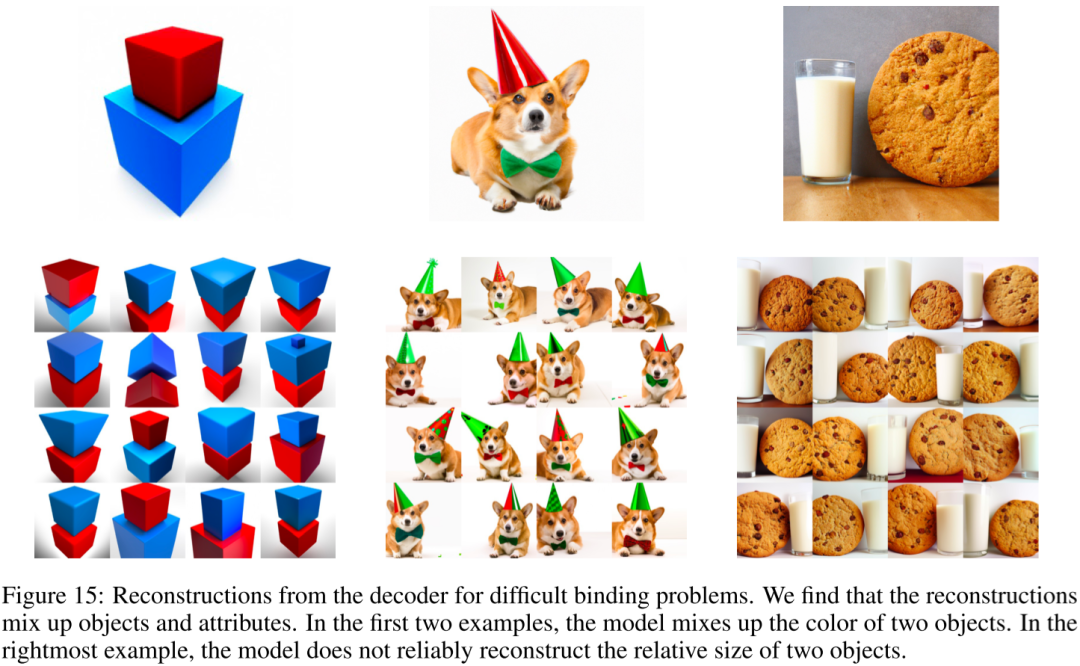 Figure 15: Reconstructions from the decoder for difficult binding problems. We find that the reconstructions
mix up objects and attributes. In the first two examples, the model mixes up the color of two objects. In the
rightmost example, the model does not reliably reconstruct the relative size of two objects.